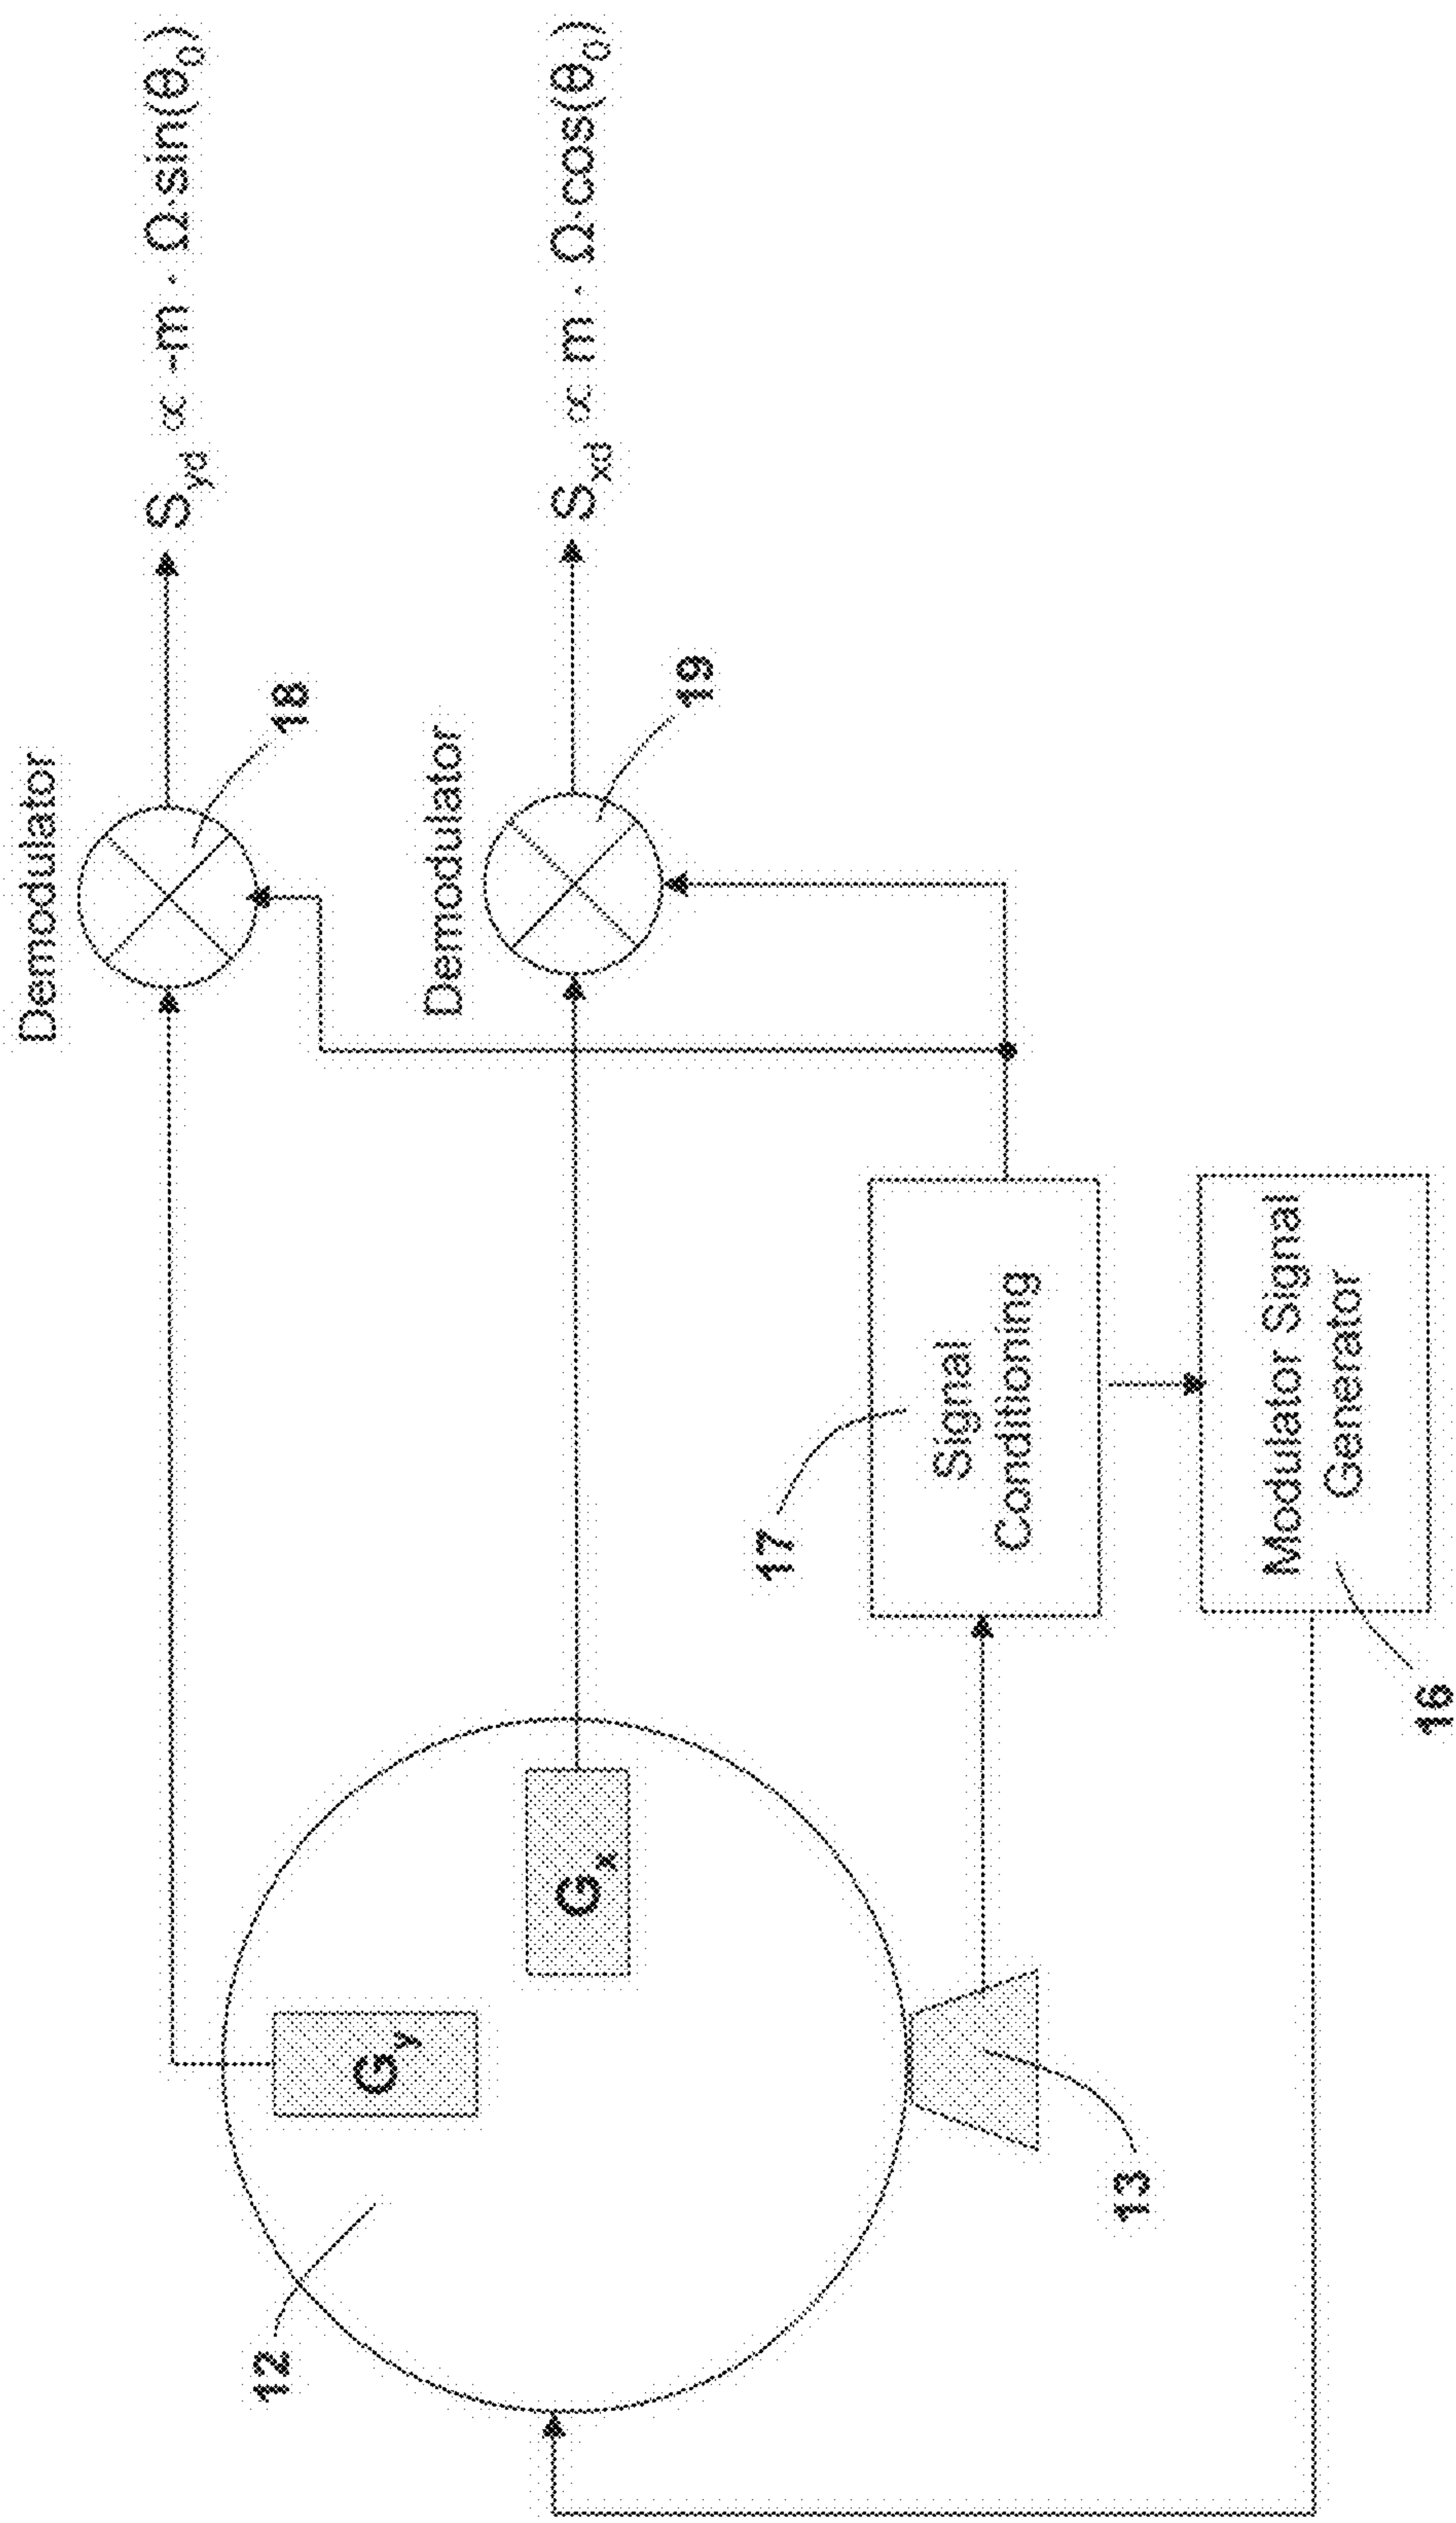 Demodulator
S_yd ∝ -m · Ω·sin(θ₀)
18
Demodulator
S_xd ∝ m · Ω·cos(θ₀)
19
12
G_y
G_x
17
Signal
Conditioning
13
Modulator Signal
Generator
16